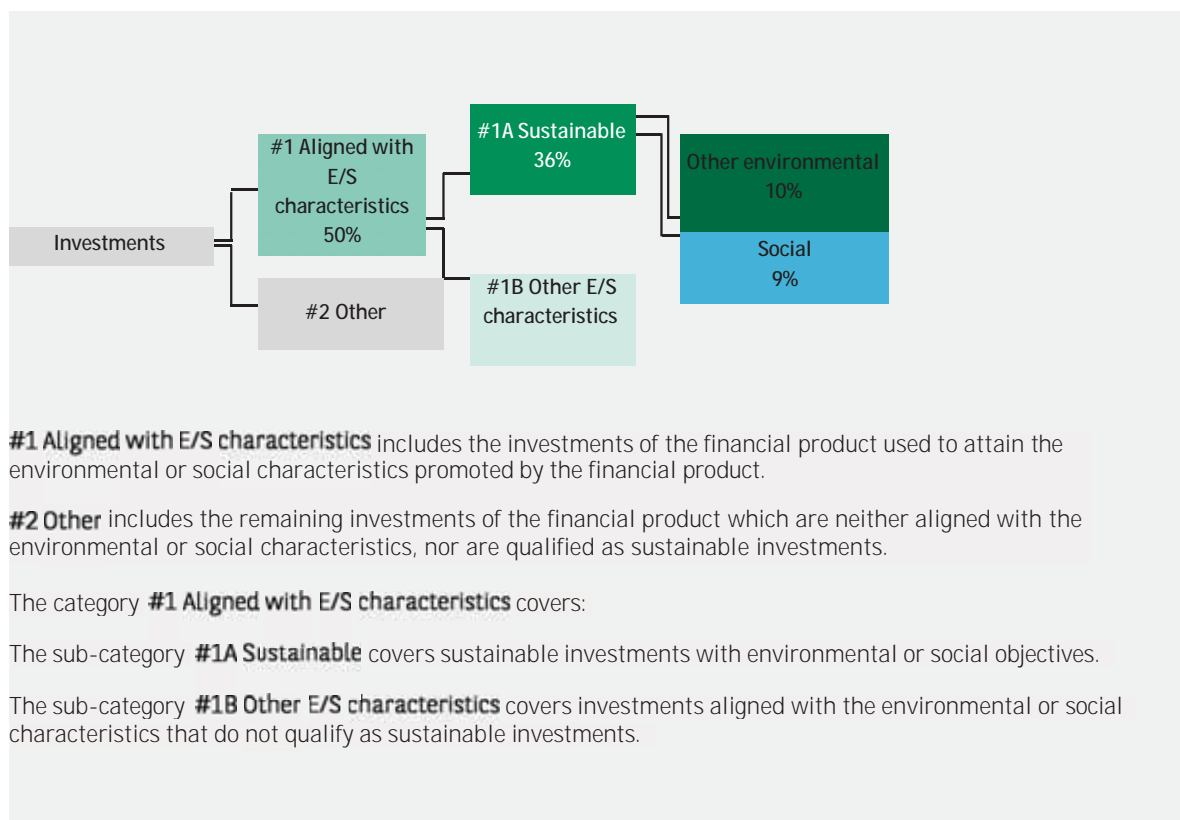 Investments
#1 Aligned with
E/S
characteristics
50%
#2 Other
#1A Sustainable
36%
#1B Other E/S
characteristics
Other environmental
10%
Social
9%
#1 Aligned with E/S characteristics includes the investments of the financial product used to attain the
environmental or social characteristics promoted by the financial product.
#2 Other includes the remaining investments of the financial product which are neither aligned with the
environmental or social characteristics, nor are qualified as sustainable investments.
The category #1 Aligned with E/S characteristics covers:
The sub-category #1A Sustainable covers sustainable investments with environmental or social objectives.
The sub-category #1B Other E/S characteristics covers investments aligned with the environmental or social
characteristics that do not qualify as sustainable investments.